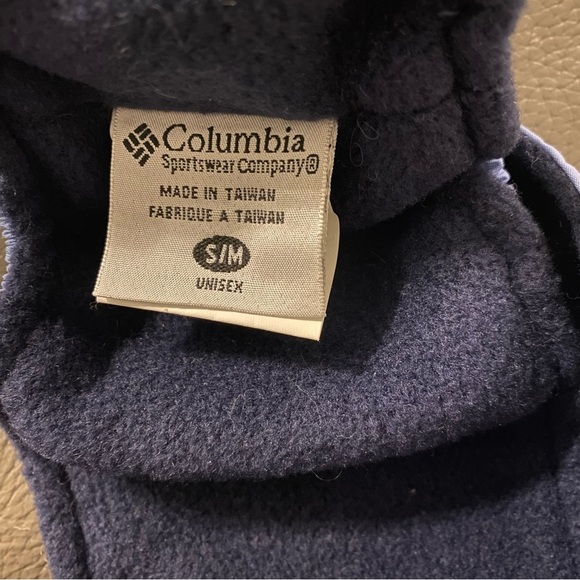 Columbia
Sportswear Company®
MADE IN TAIWAN
FABRIQUE A TAIWAN
S/M
UNISEX